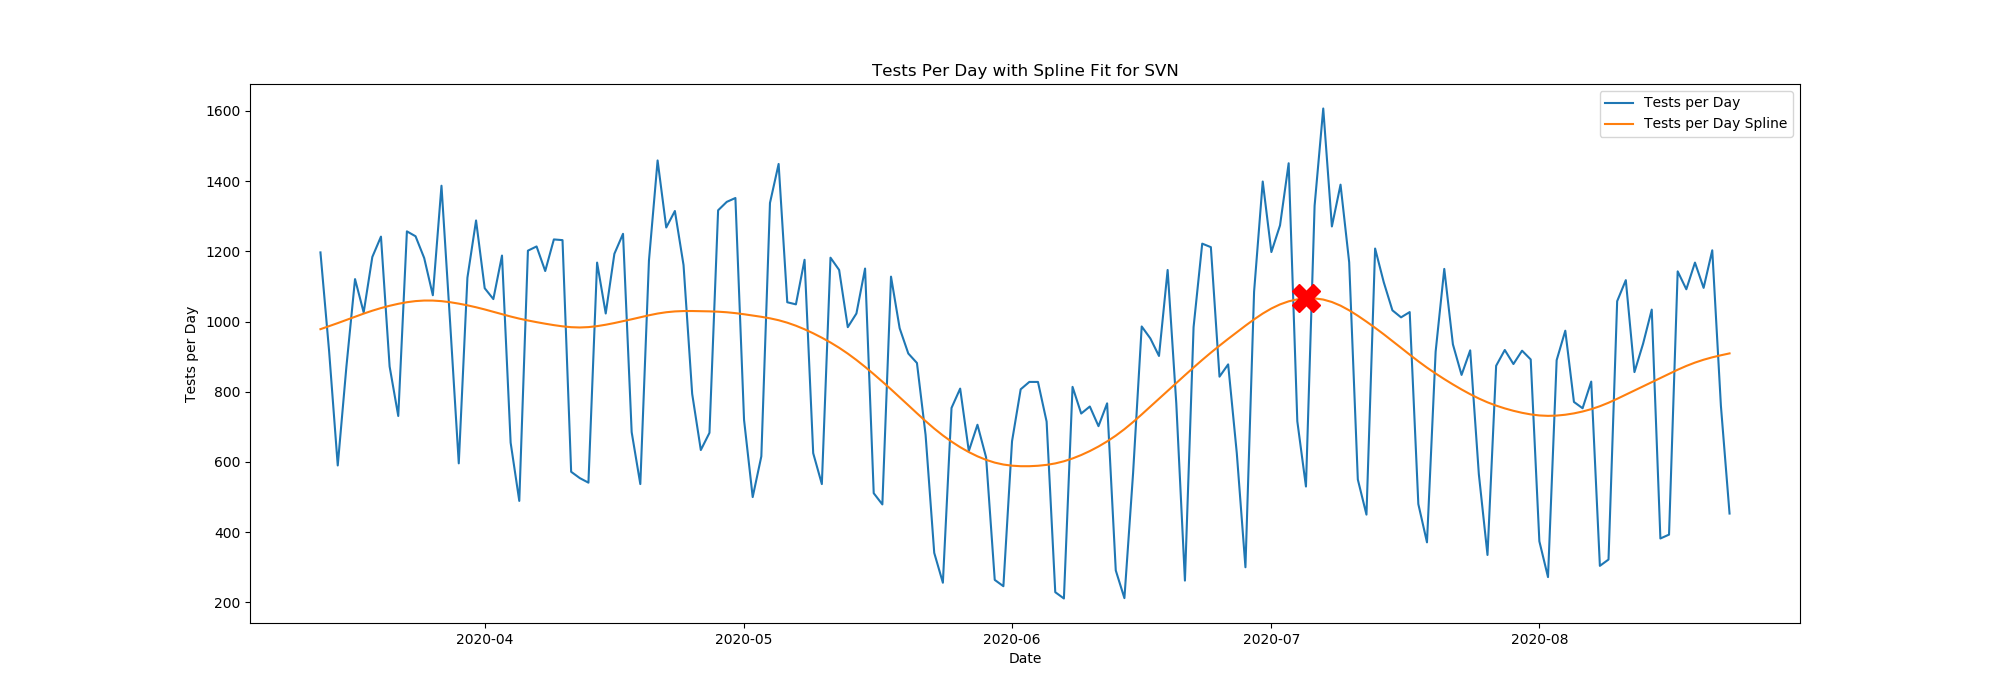 Tests Per Day with Spline Fit for SVN
Tests per Day
Tests per Day Spline
1600
1400
1200
1000
800
600
400
200
Tests per Day
2020-04
2020-05
2020-06
2020-07
2020-08
Date